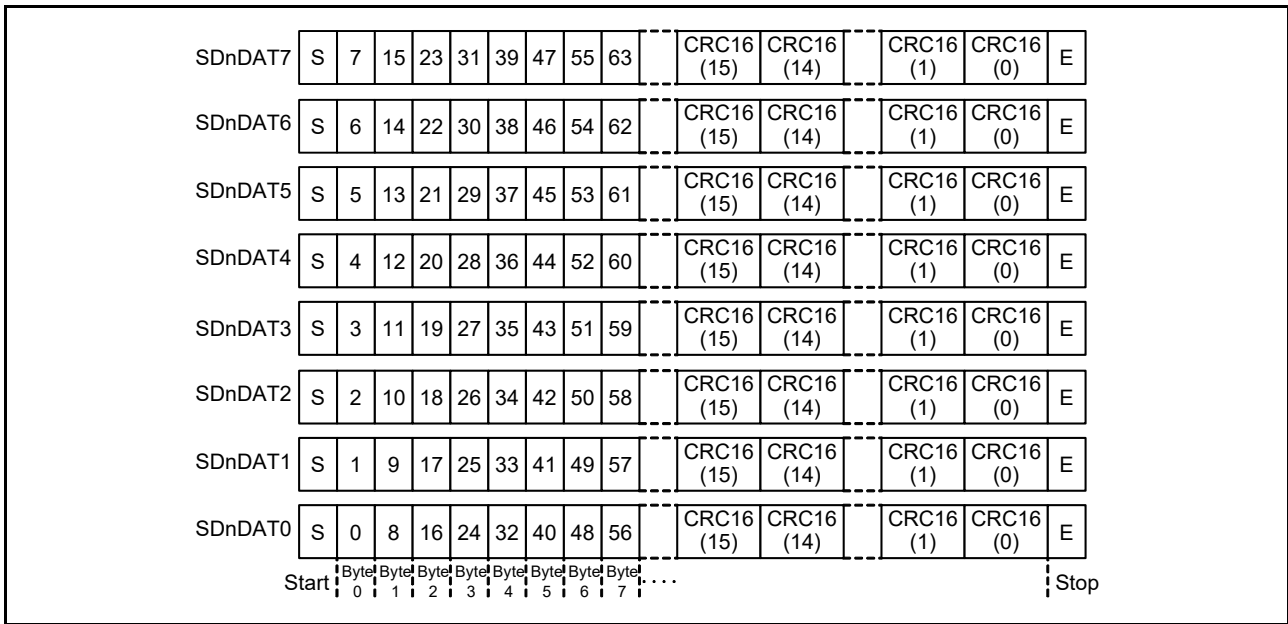 SDnDAT7 S 7 15 23 31 39 47 55 63 CRC16 (15) CRC16 (14) CRC16 (1) CRC16 (0) E
SDnDAT6 S 6 14 22 30 38 46 54 62 CRC16 (15) CRC16 (14) CRC16 (1) CRC16 (0) E
SDnDAT5 S 5 13 21 29 37 45 53 61 CRC16 (15) CRC16 (14) CRC16 (1) CRC16 (0) E
SDnDAT4 S 4 12 20 28 36 44 52 60 CRC16 (15) CRC16 (14) CRC16 (1) CRC16 (0) E
SDnDAT3 S 3 11 19 27 35 43 51 59 CRC16 (15) CRC16 (14) CRC16 (1) CRC16 (0) E
SDnDAT2 S 2 10 18 26 34 42 50 58 CRC16 (15) CRC16 (14) CRC16 (1) CRC16 (0) E
SDnDAT1 S 1 9 17 25 33 41 49 57 CRC16 (15) CRC16 (14) CRC16 (1) CRC16 (0) E
SDnDAT0 S 0 8 16 24 32 40 48 56 CRC16 (15) CRC16 (14) CRC16 (1) CRC16 (0) E
Start Byte 0 Byte 1 Byte 2 Byte 3 Byte 4 Byte 5 Byte 6 Byte 7 · · · · Stop